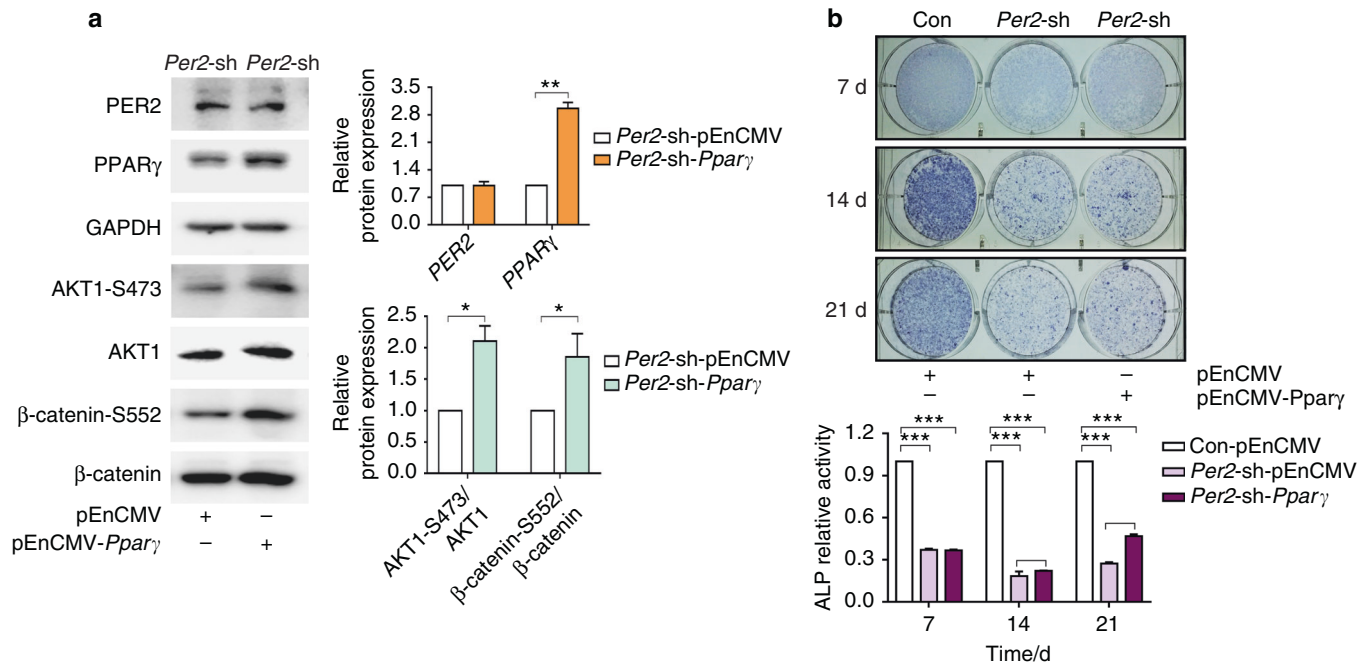 a
Per2-sh Per2-sh
PER2
PPARγ
GAPDH
AKT1-S473
AKT1
β-catenin-S552
β-catenin
pEnCMV + –
pEnCMV-Pparγ – +
Relative
protein expression
3.5
2.8
2.1
1.4
0.7
0.0
**
PER2
PPARγ
Per2-sh-pEnCMV
Per2-sh-Pparγ
Relative
protein expression
2.5
2.0
1.5
1.0
0.5
0.0
* *
AKT1-S473/
AKT1
β-catenin-S552/
β-catenin
Per2-sh-pEnCMV
Per2-sh-Pparγ
b
Con Per2-sh Per2-sh
7 d
14 d
21 d
+ + – pEnCMV
– – + pEnCMV-Pparγ
ALP relative activity
1.2
0.9
0.6
0.3
0.0
*** *** ***
*** *** ***
7 14 21
Time/d
Con-pEnCMV
Per2-sh-pEnCMV
Per2-sh-Pparγ